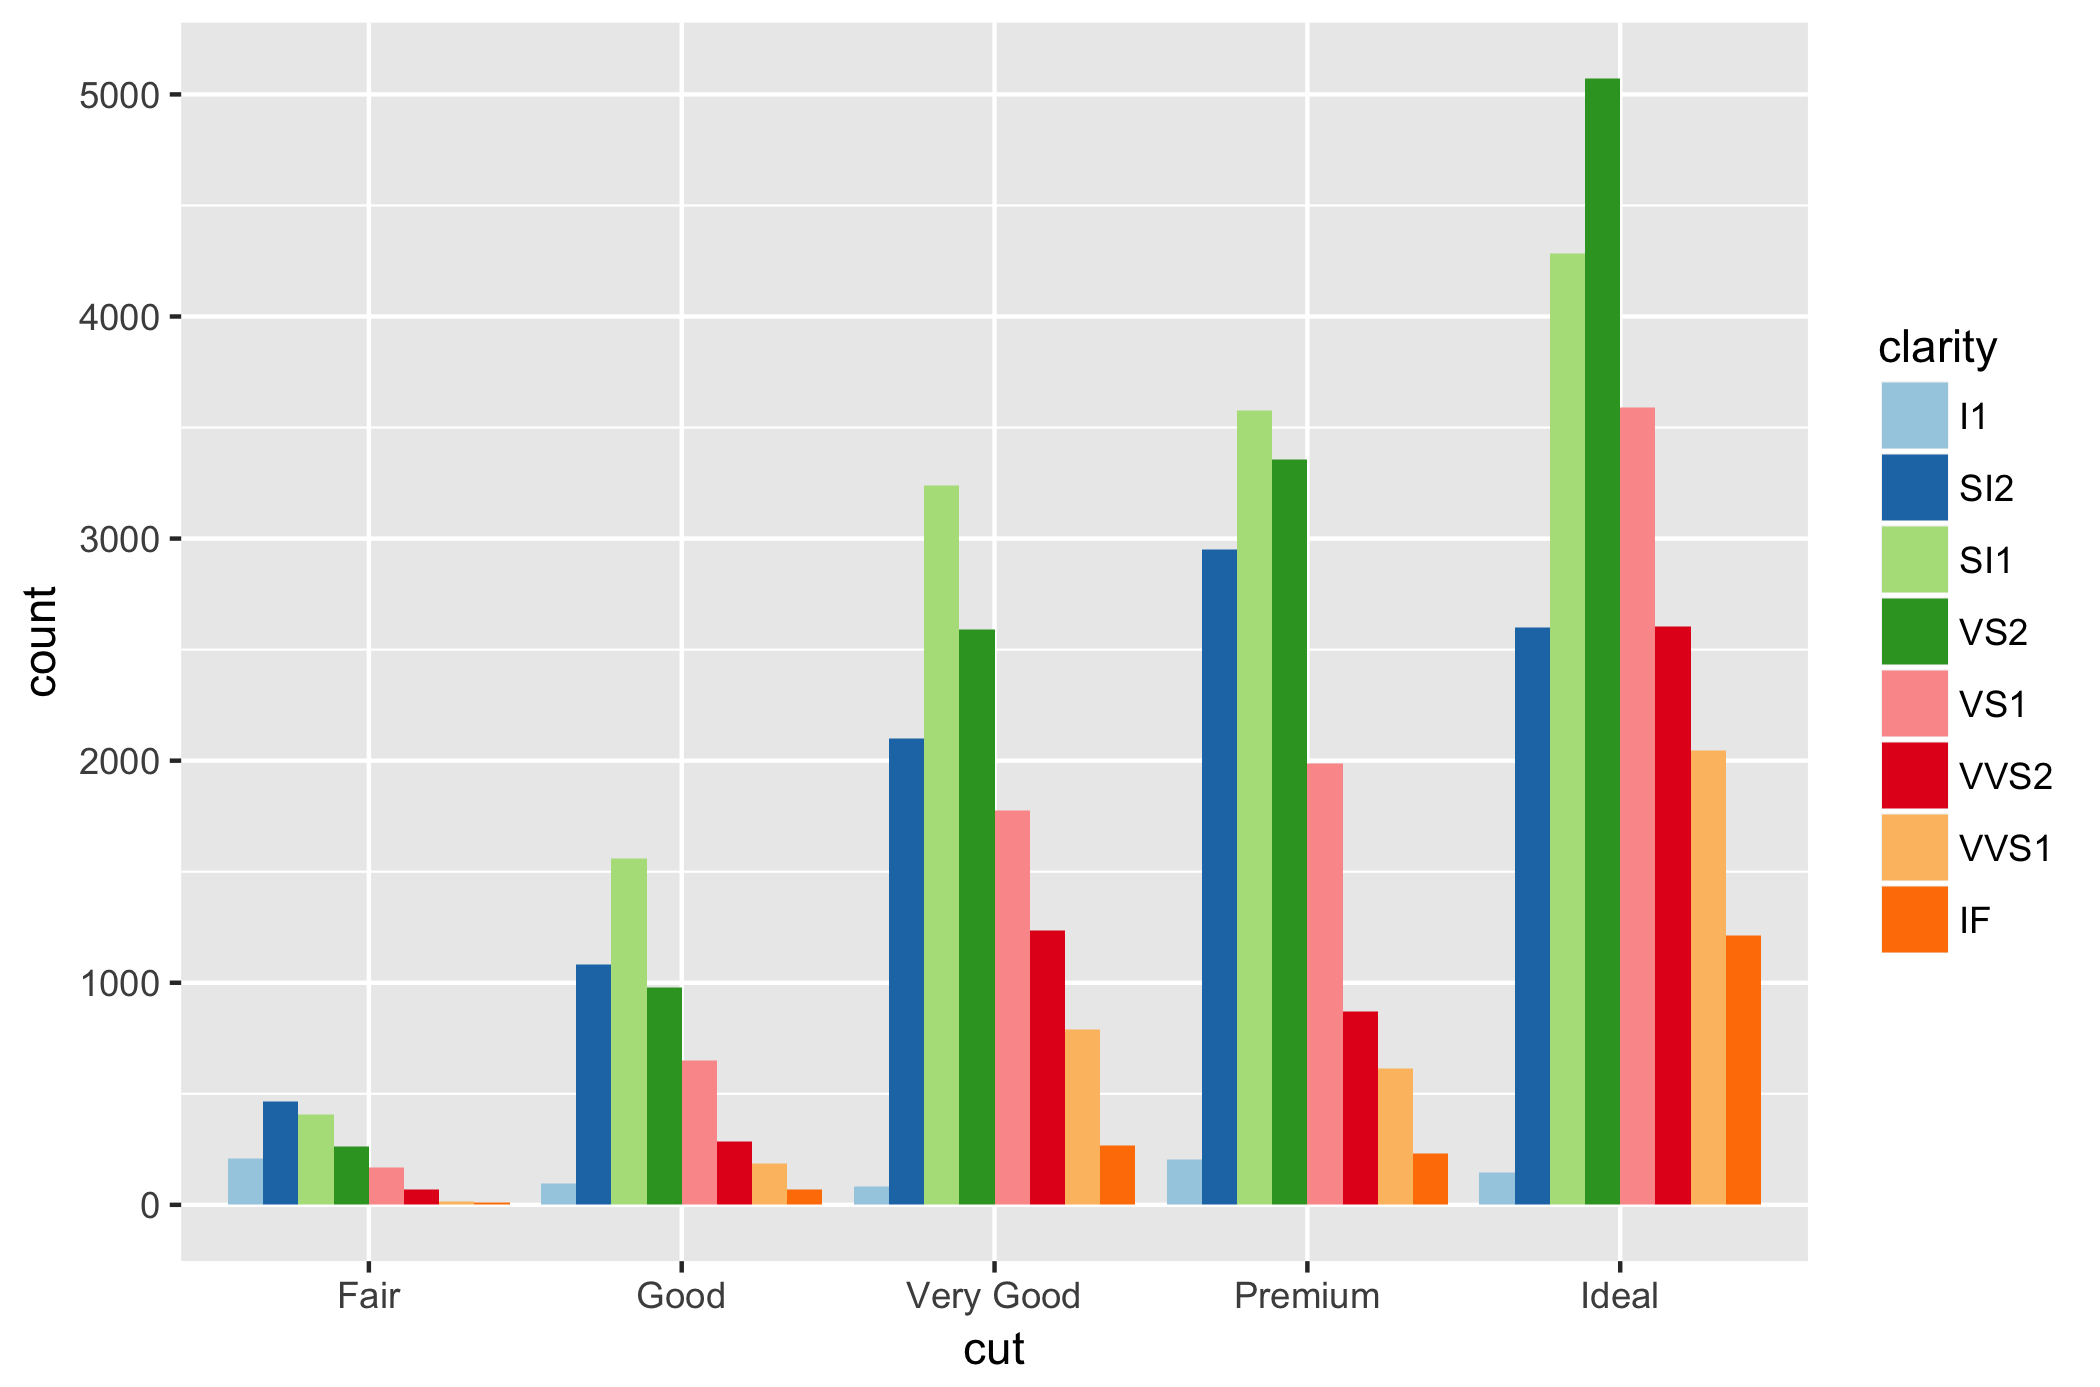 5000
4000
3000
2000
1000
0
count
Fair Good Very Good Premium Ideal
cut
clarity
I1
SI2
SI1
VS2
VS1
VVS2
VVS1
IF